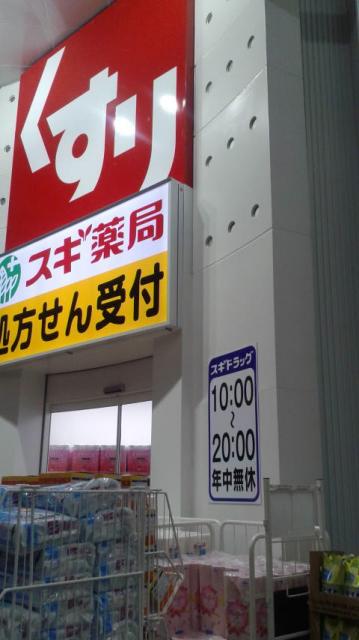 くすり
スギ薬局
処方せん受付
スギドラッグ
10:00
～
20:00
年中無休